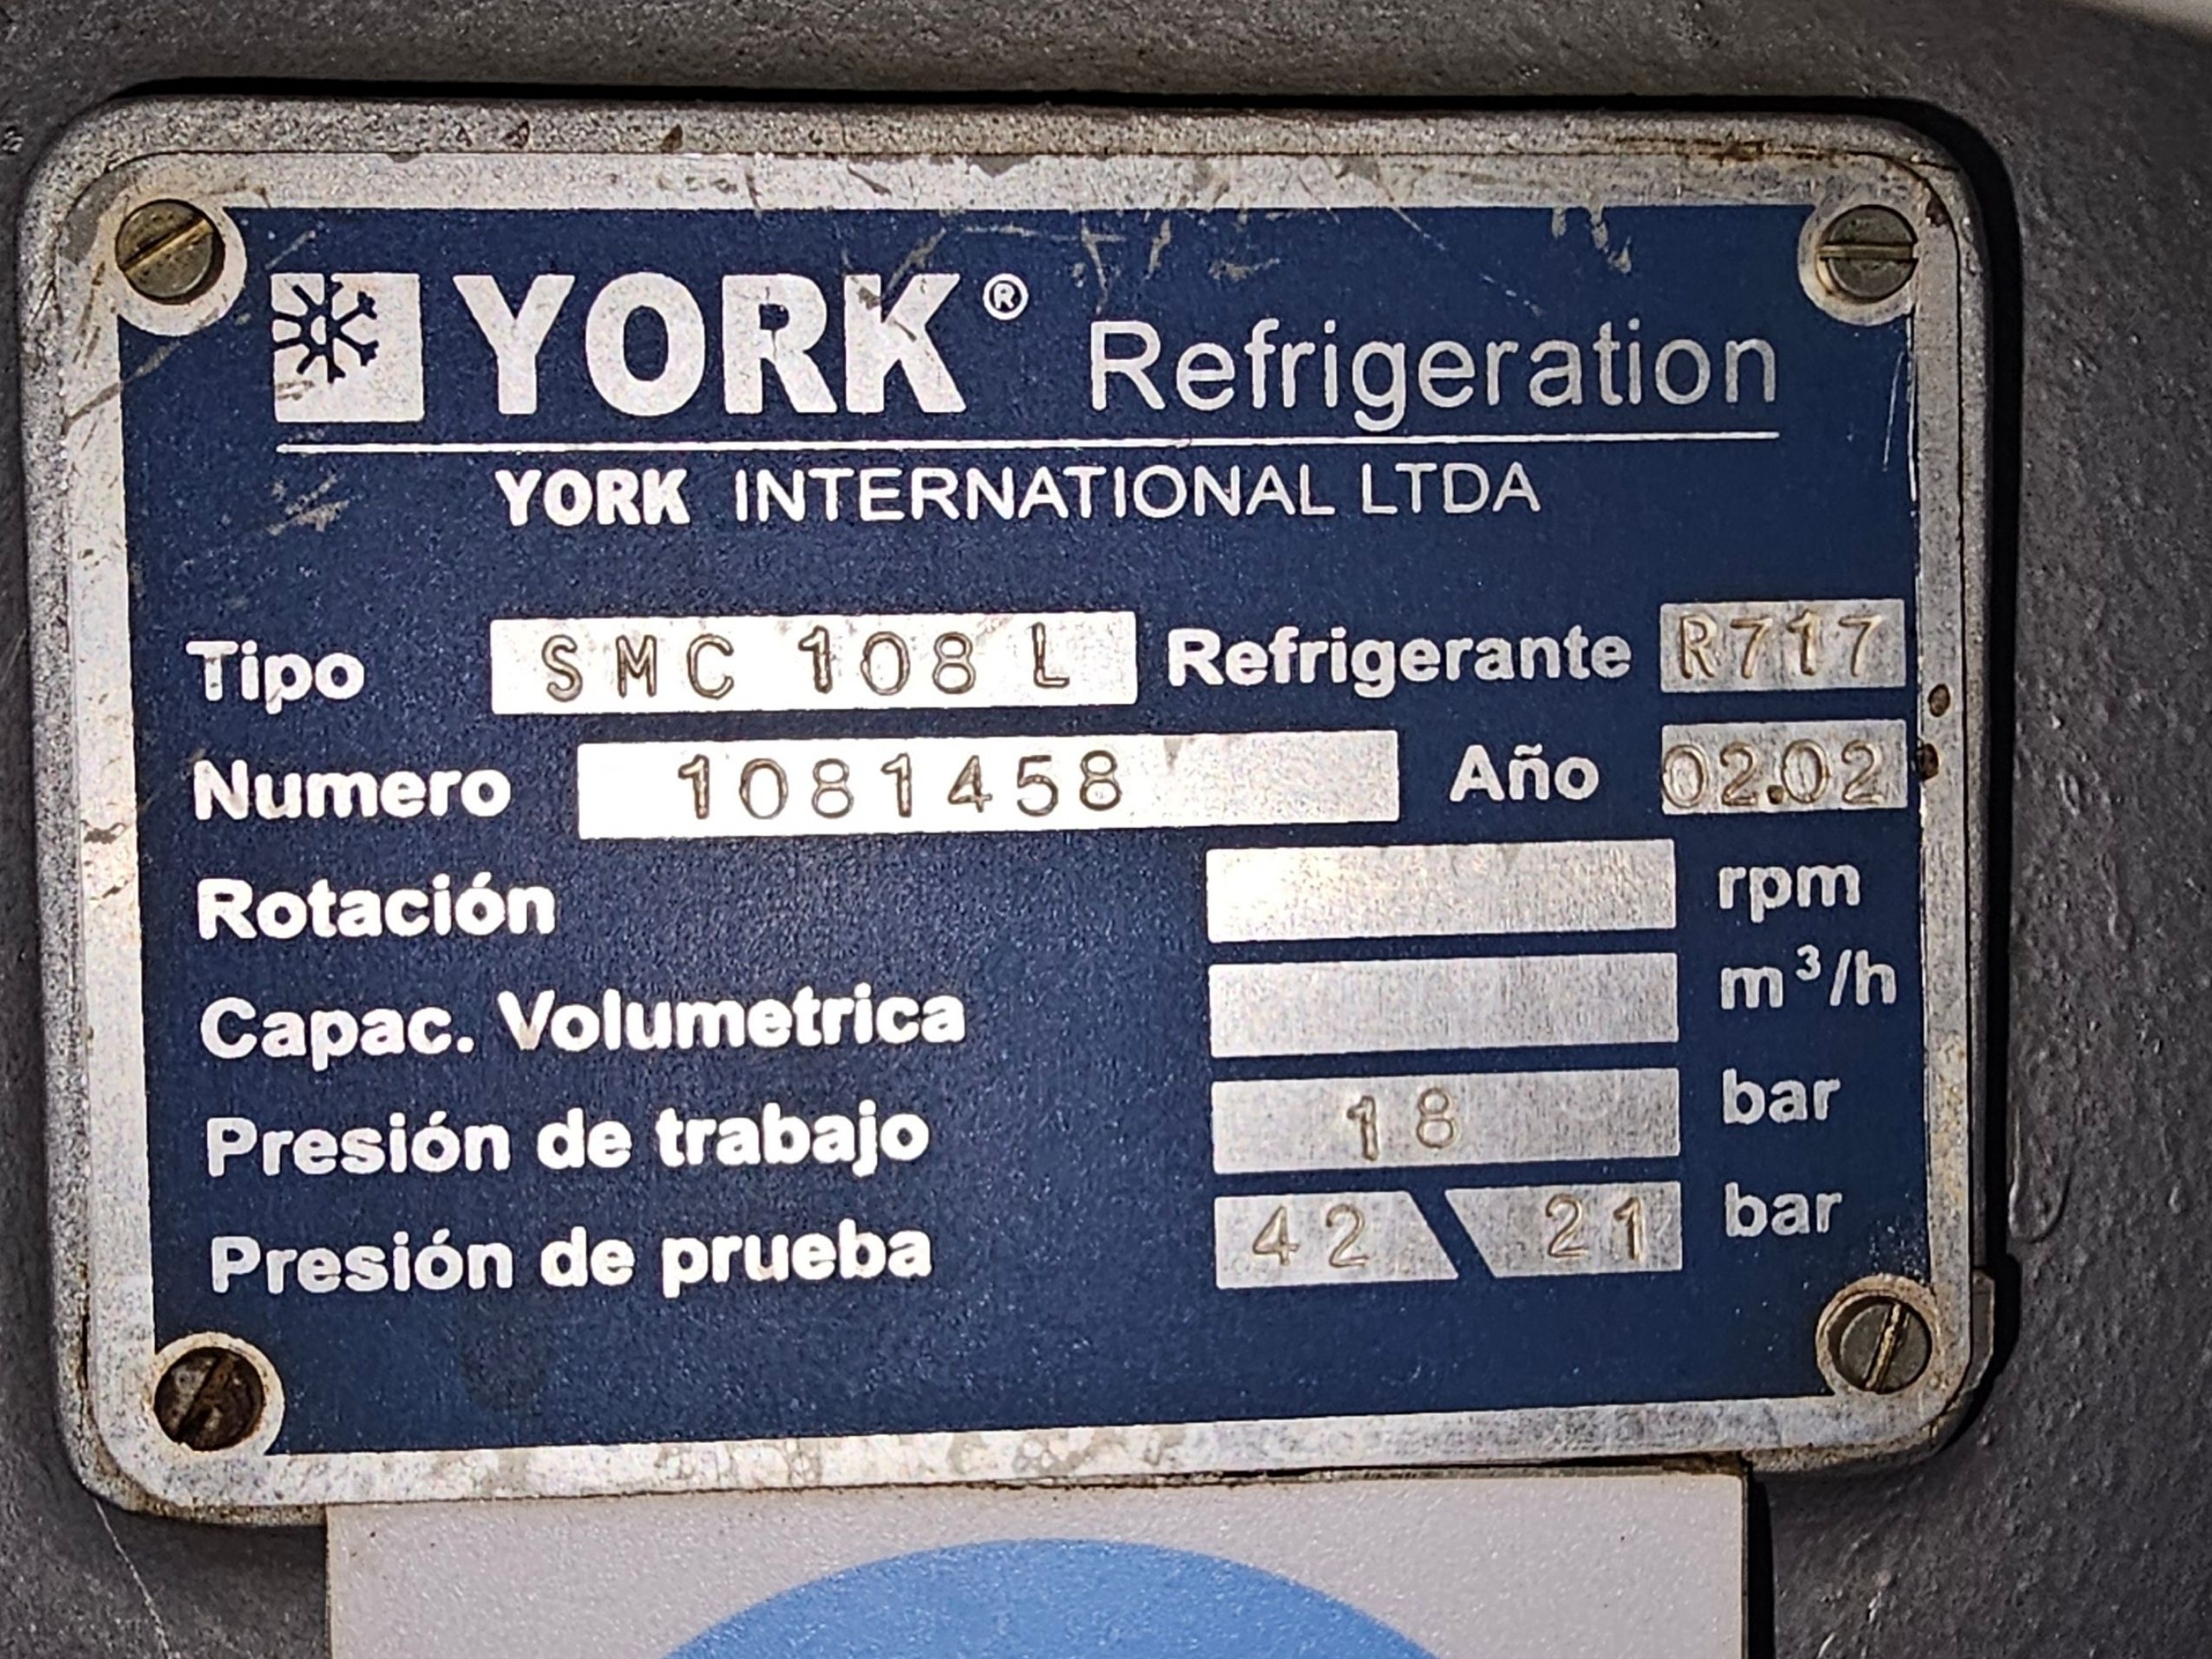 YORK® Refrigeration
YORK INTERNATIONAL LTDA
Tipo SMC 108 L Refrigerante R717
Numero 1081458 Año 02.02
Rotación rpm
Capac. Volumetrica m³/h
Presión de trabajo 18 bar
Presión de prueba 42 21 bar